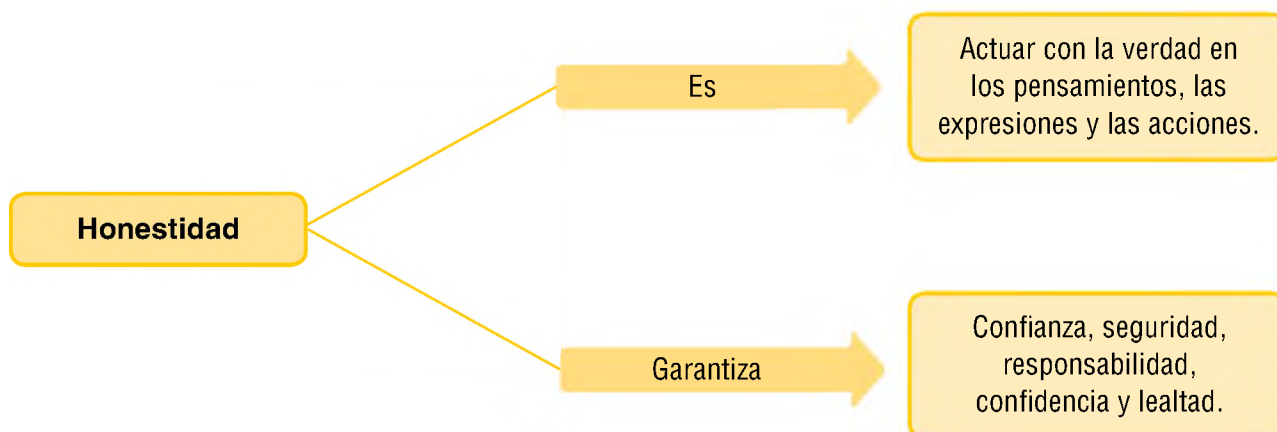 Honestidad
Es
Actuar con la verdad en
los pensamientos, las
expresiones y las acciones.
Garantiza
Confianza, seguridad,
responsabilidad,
confidencia y lealtad.